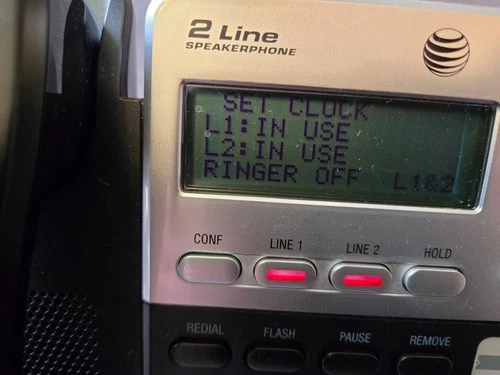 2 Line
SPEAKERPHONE
SET CLOCK
L1:IN USE
L2:IN USE
RINGER OFF L1&2
CONF LINE 1 LINE 2 HOLD
REDIAL FLASH PAUSE REMOVE